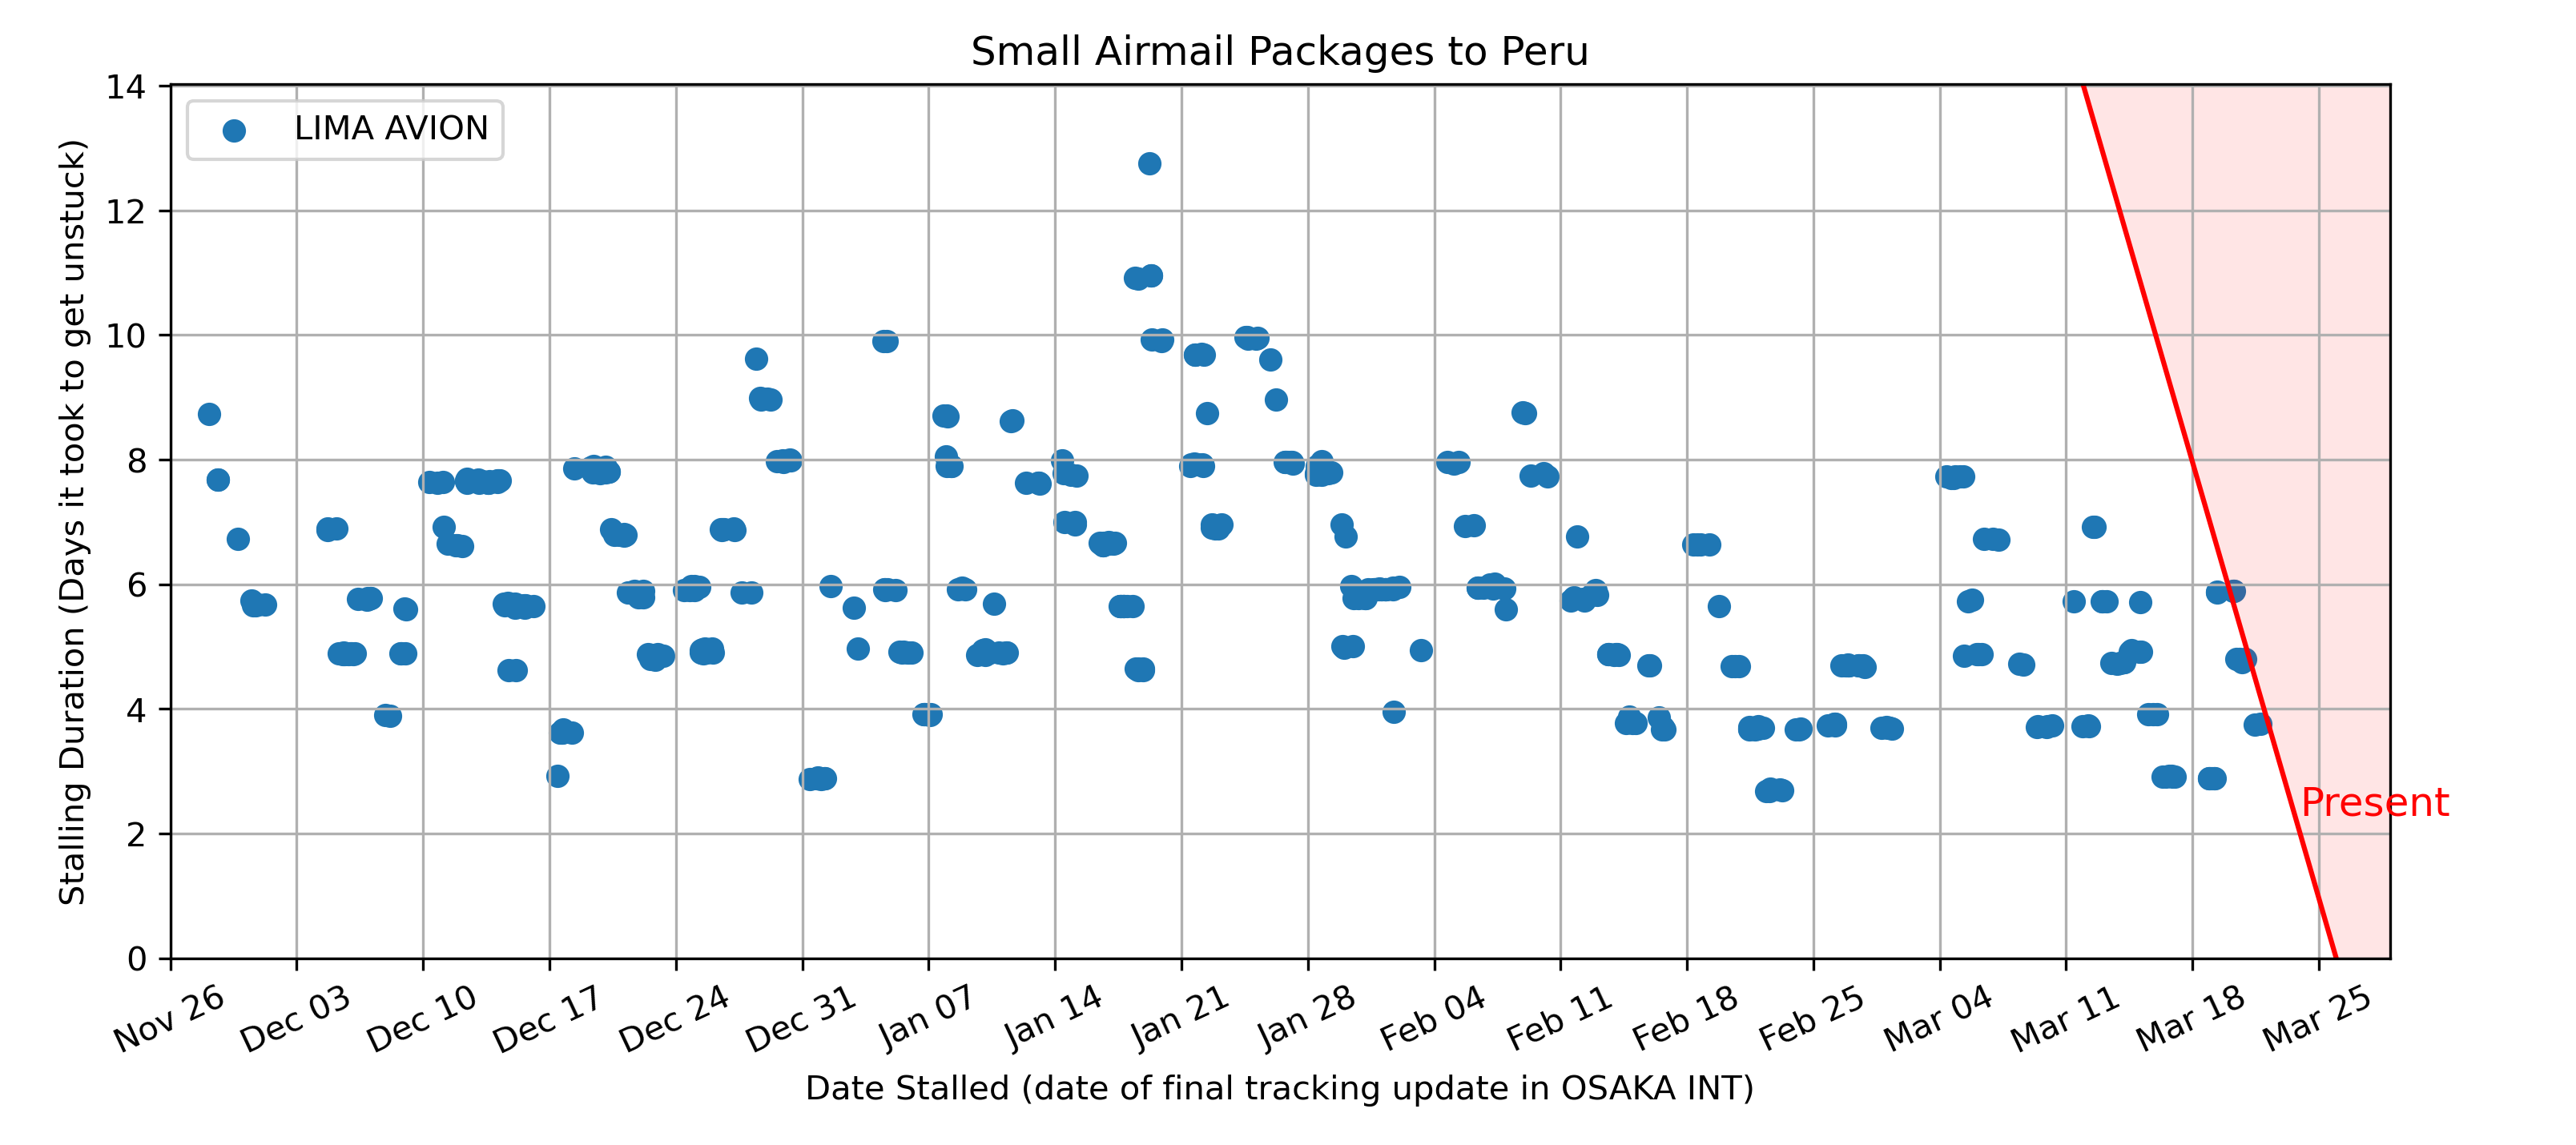 Small Airmail Packages to Peru
LIMA AVION
Stalling Duration (Days it took to get unstuck)
14
12
10
8
6
4
2
0
Present
Nov 26
Dec 03
Dec 10
Dec 17
Dec 24
Dec 31
Jan 07
Jan 14
Jan 21
Jan 28
Feb 04
Feb 11
Feb 18
Feb 25
Mar 04
Mar 11
Mar 18
Mar 25
Date Stalled (date of final tracking update in OSAKA INT)